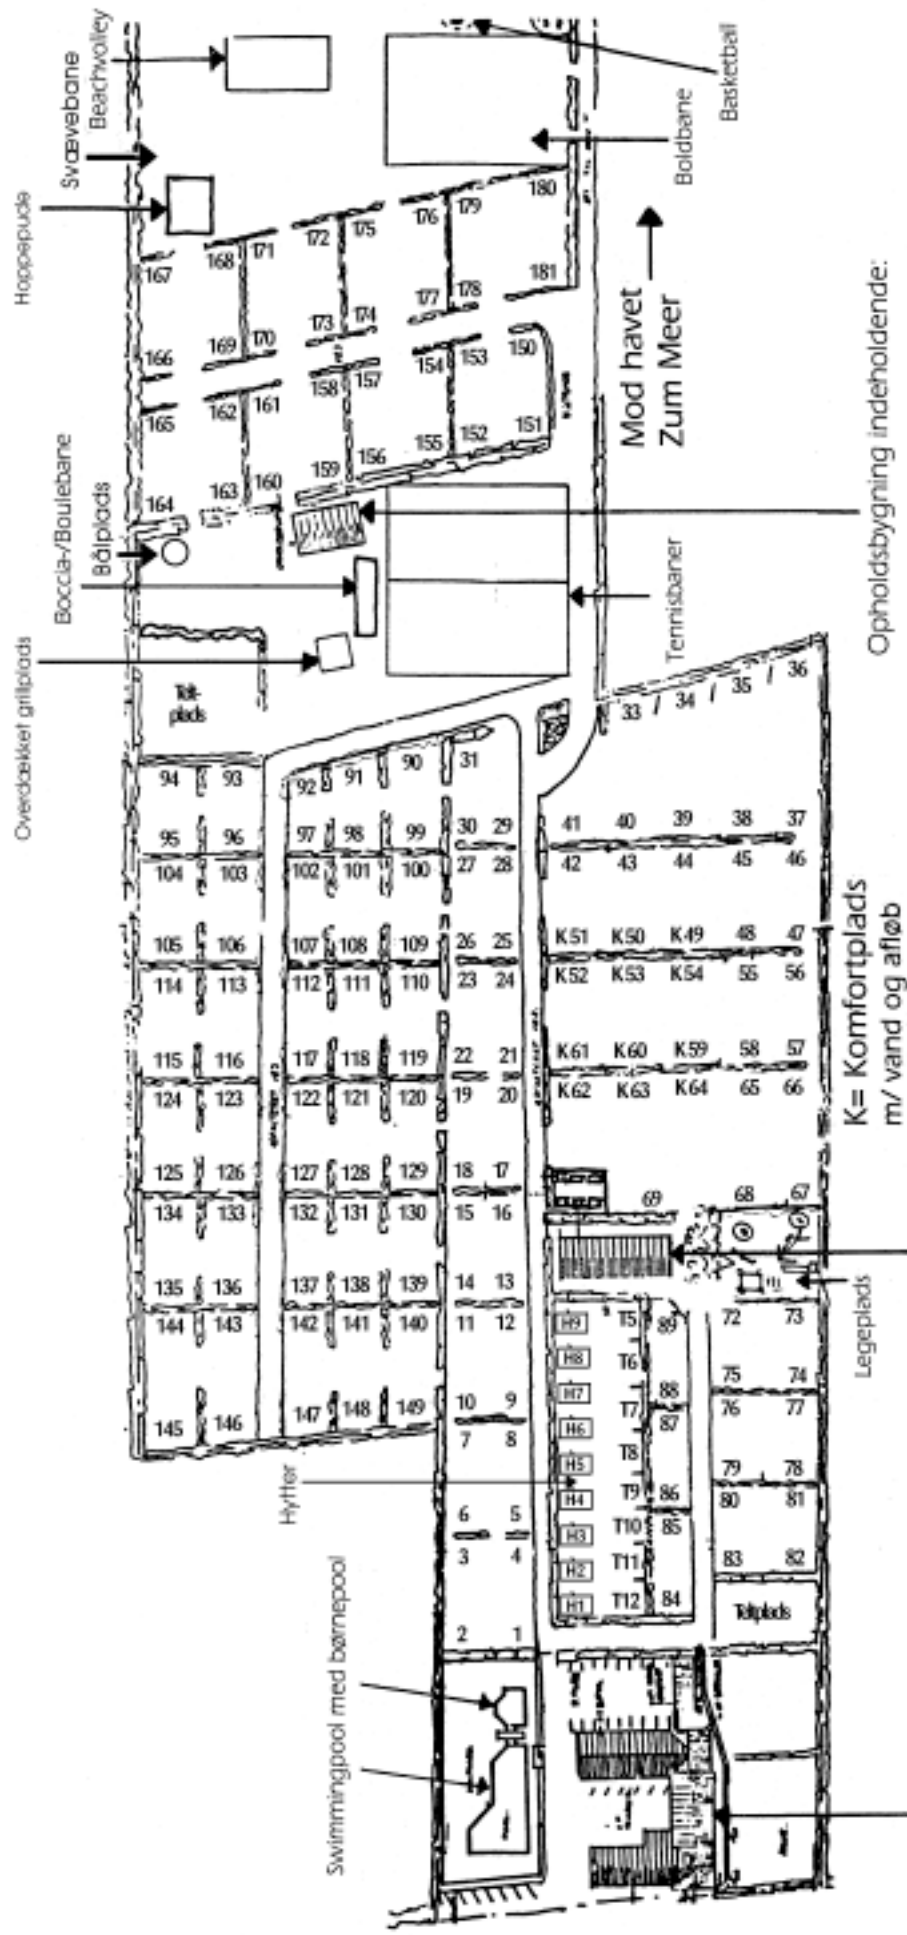 Hoppepude
Svævebane
Beachvolley
Boccia-/Boulebane
Bålplads
Overdækket grillplads
Telt-
plads
Basketball
Boldbane
Mod havet
Zum Meer
Opholdsbygning indeholdende:
Tennisbaner
167
168
171
172
175
176
179
180
166
169
170
173
174
177
178
181
165
162
161
158
157
154
153
150
164
163
160
159
156
155
152
151
94 93 92 91 90 31
33 34 35 36
95 96 97 98 99 30 29
41 40 39 38 37
104 103 102 101 100 27 28
42 43 44 45 46
105 106 107 108 109 26 25
K51 K50 K49 48 47
114 113 112 111 110 23 24
K52 K53 K54 55 56
115 116 117 118 119 22 21
K61 K60 K59 58 57
124 123 122 121 120 19 20
K62 K63 K64 65 66
125 126 127 128 129 18 17
69 68 67
134 133 132 131 130 15 16
135 136 137 138 139 14 13
144 143 142 141 140 11 12
145 146 147 148 149 10 9
7 8
6 5
3 4
2 1
K= Komfortplads
m/ vand og afløb
Legeplads
Hytter
H9 H8 H7 H6 H5 H4 H3 H2 H1
T5 T6 T7 T8 T9 T10 T11 T12
89 88 87 86 85 84
72 73
75 74
76 77
79 78
80 81
83 82
Teltplads
Swimmingpool med børnepool